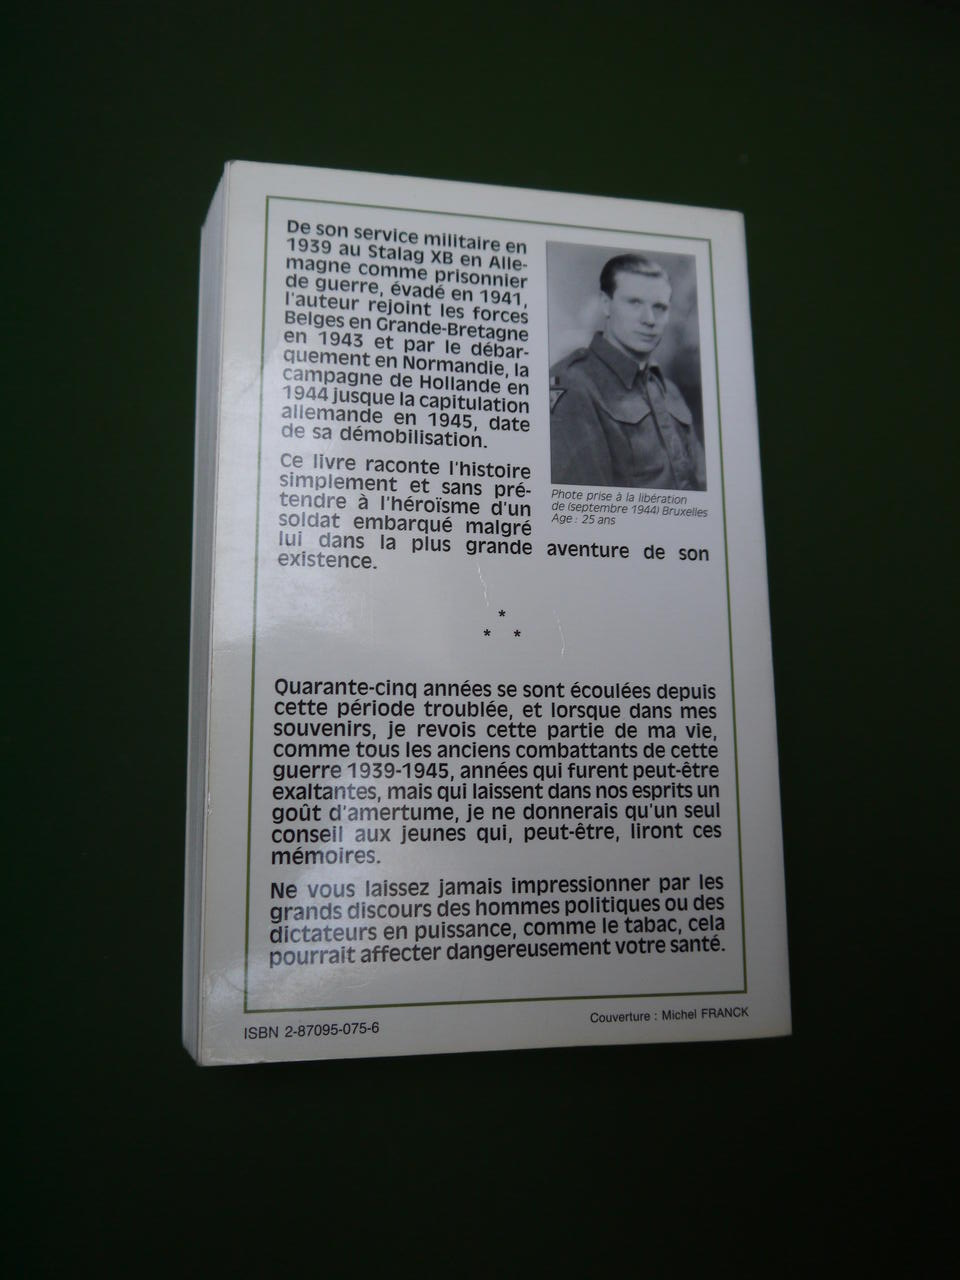 De son service militaire en
1939 au Stalag XB en Alle-
magne comme prisonnier
de guerre, évadé en 1941,
l'auteur rejoint les forces
Belges en Grande-Bretagne
en 1943 et par le débar-
quement en Normandie, la
campagne de Hollande en
1944 jusque la capitulation
allemande en 1945, date
de sa démobilisation.
Ce livre raconte l'histoire
simplement et sans pré-
tendre à l'héroïsme d'un
soldat embarqué malgré
lui dans la plus grande aventure de son
existence.
Phote prise à la libération
de (septembre 1944) Bruxelles
Age : 25 ans
*
* *
Quarante-cinq années se sont écoulées depuis
cette période troublée, et lorsque dans mes
souvenirs, je revois cette partie de ma vie,
comme tous les anciens combattants de cette
guerre 1939-1945, années qui furent peut-être
exaltantes, mais qui laissent dans nos esprits un
goût d'amertume, je ne donnerais qu'un seul
conseil aux jeunes qui, peut-être, liront ces
mémoires.
Ne vous laissez jamais impressionner par les
grands discours des hommes politiques ou des
dictateurs en puissance, comme le tabac, cela
pourrait affecter dangereusement votre santé.
ISBN 2-87095-075-6
Couverture : Michel FRANCK